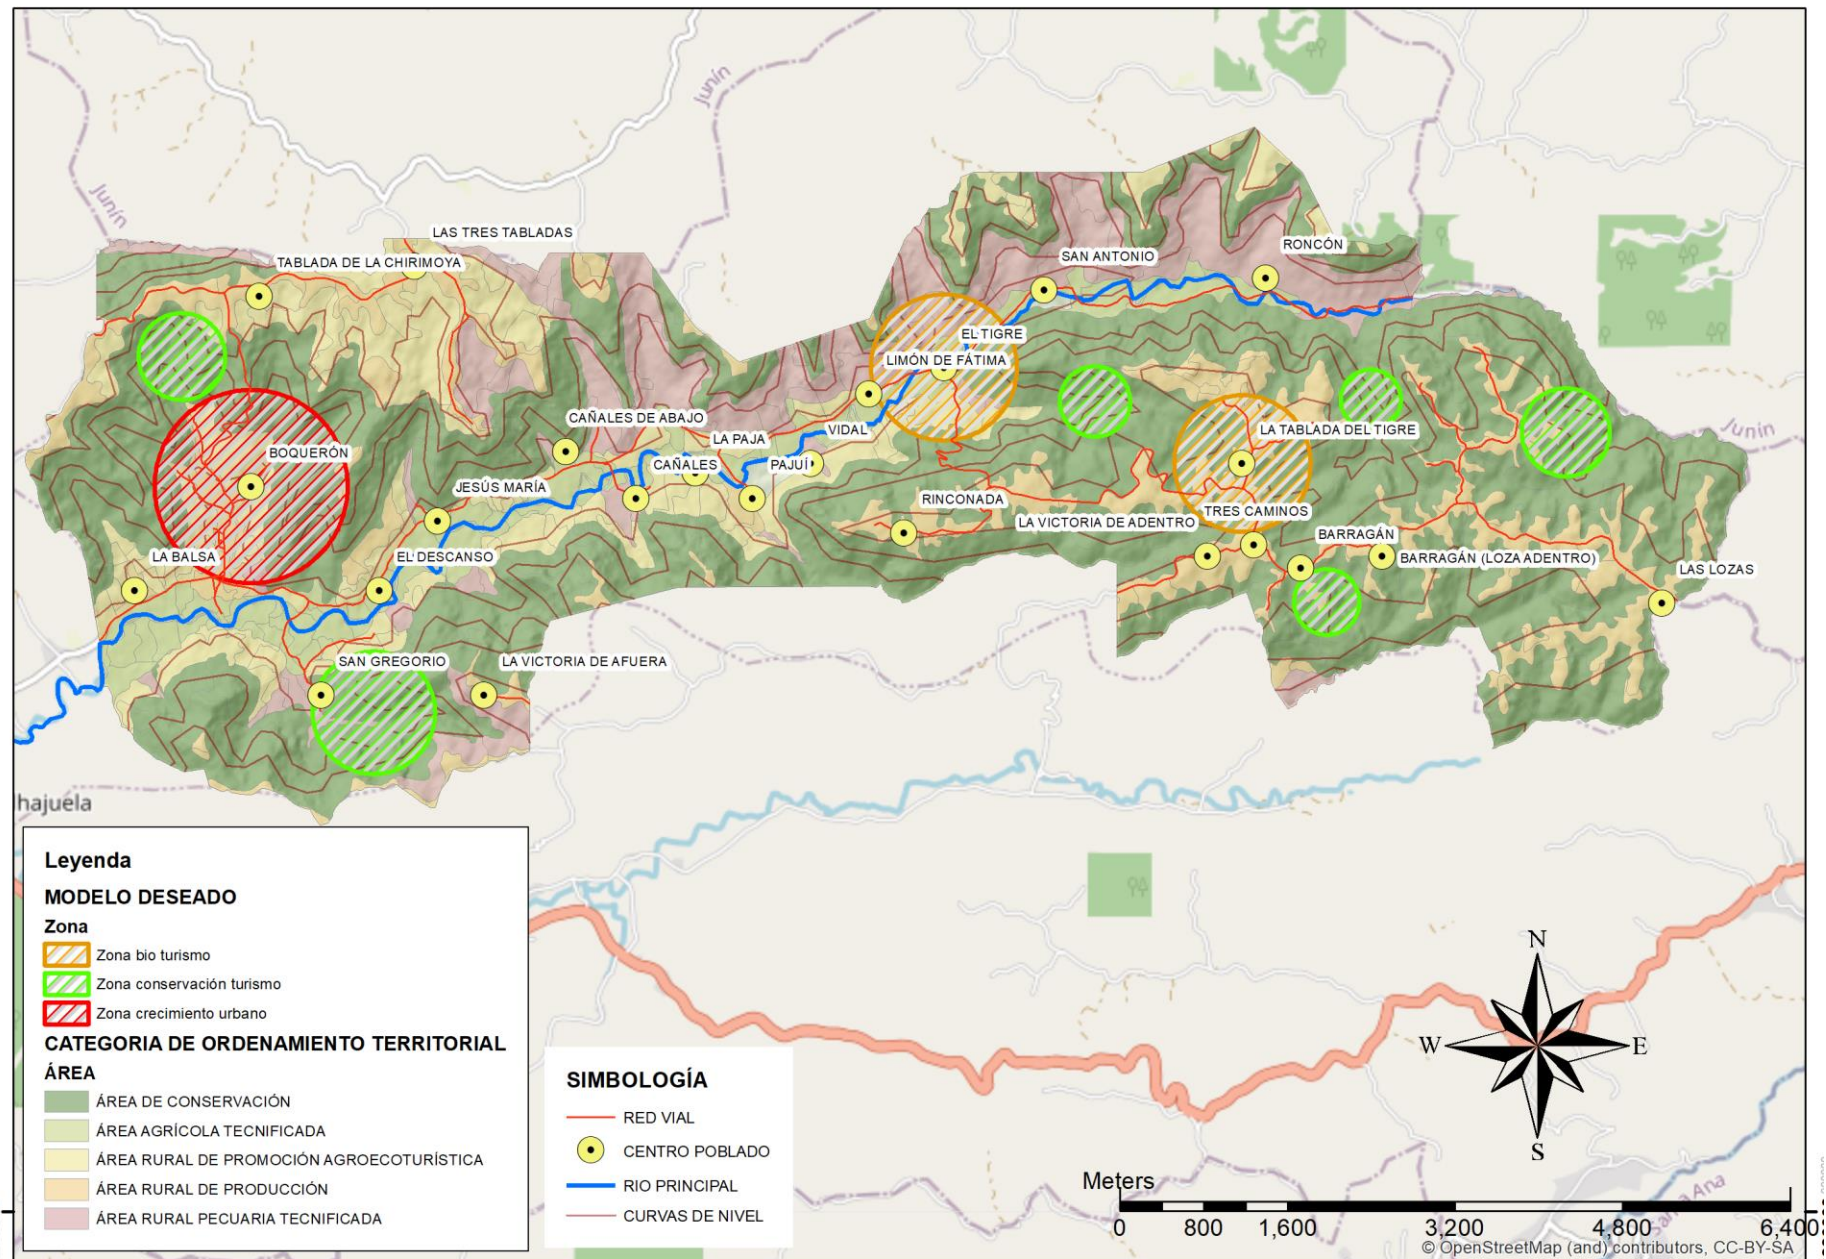 Junín
Junín
LAS TRES TABLADAS
TABLADA DE LA CHIRIMOYA
RONCÓN
SAN ANTONIO
EL TIGRE
LIMÓN DE FÁTIMA
CAÑALES DE ABAJO
VIDAL
LA TABLADA DEL TIGRE
Junín
LA PAJA
BOQUERÓN
CAÑALES
PAJUÍ
JESÚS MARÍA
RINCONADA
TRES CAMINOS
LA VICTORIA DE ADENTRO
BARRAGÁN
LA BALSA
EL DESCANSO
BARRAGÁN (LOZA ADENTRO)
LAS LOZAS
SAN GREGORIO
LA VICTORIA DE AFUERA
hajuela
Leyenda
MODELO DESEADO
Zona
Zona bio turismo
Zona conservación turismo
Zona crecimiento urbano
CATEGORIA DE ORDENAMIENTO TERRITORIAL
ÁREA
ÁREA DE CONSERVACIÓN
ÁREA AGRÍCOLA TECNIFICADA
ÁREA RURAL DE PROMOCIÓN AGROECOTURÍSTICA
ÁREA RURAL DE PRODUCCIÓN
ÁREA RURAL PECUARIA TECNIFICADA
SIMBOLOGÍA
RED VIAL
CENTRO POBLADO
RIO PRINCIPAL
CURVAS DE NIVEL
N
W E
S
Meters
0 800 1,600 3,200 4,800 6,400
Ana
© OpenStreetMap (and) contributors, CC-BY-SA